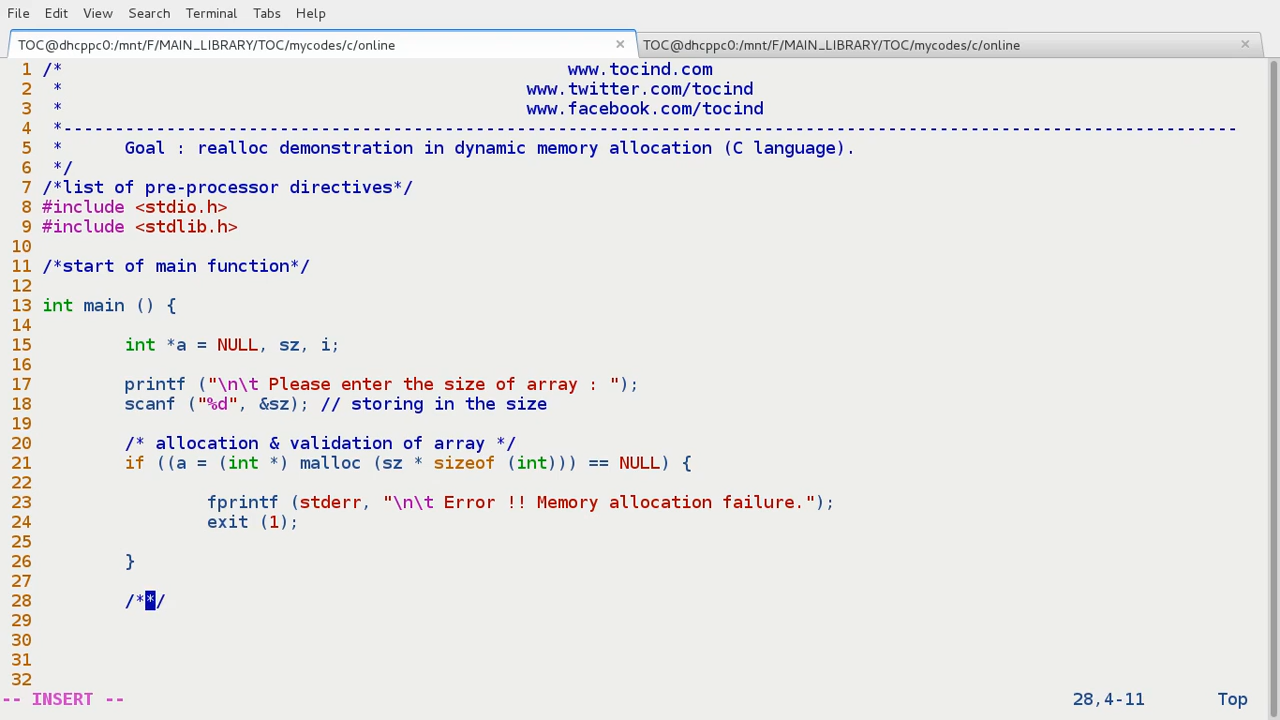 File Edit View Search Terminal Tabs Help
TOC@dhcppc0:/mnt/F/MAIN_LIBRARY/TOC/mycodes/c/online × TOC@dhcppc0:/mnt/F/MAIN_LIBRARY/TOC/mycodes/c/online ×
1 /* www.tocind.com
2 * www.twitter.com/tocind
3 * www.facebook.com/tocind
4 *------------------------------------------------------------------------------------------------------------------
5 * Goal : realloc demonstration in dynamic memory allocation (C language).
6 */
7 /*list of pre-processor directives*/
8 #include <stdio.h>
9 #include <stdlib.h>
10
11 /*start of main function*/
12
13 int main () {
14
15 int *a = NULL, sz, i;
16
17 printf ("\n\t Please enter the size of array : ");
18 scanf ("%d", &sz); // storing in the size
19
20 /* allocation & validation of array */
21 if ((a = (int *) malloc (sz * sizeof (int))) == NULL) {
22
23 fprintf (stderr, "\n\t Error !! Memory allocation failure.");
24 exit (1);
25
26 }
27
28 /**/
29
30
31
32
-- INSERT -- 28,4-11 Top